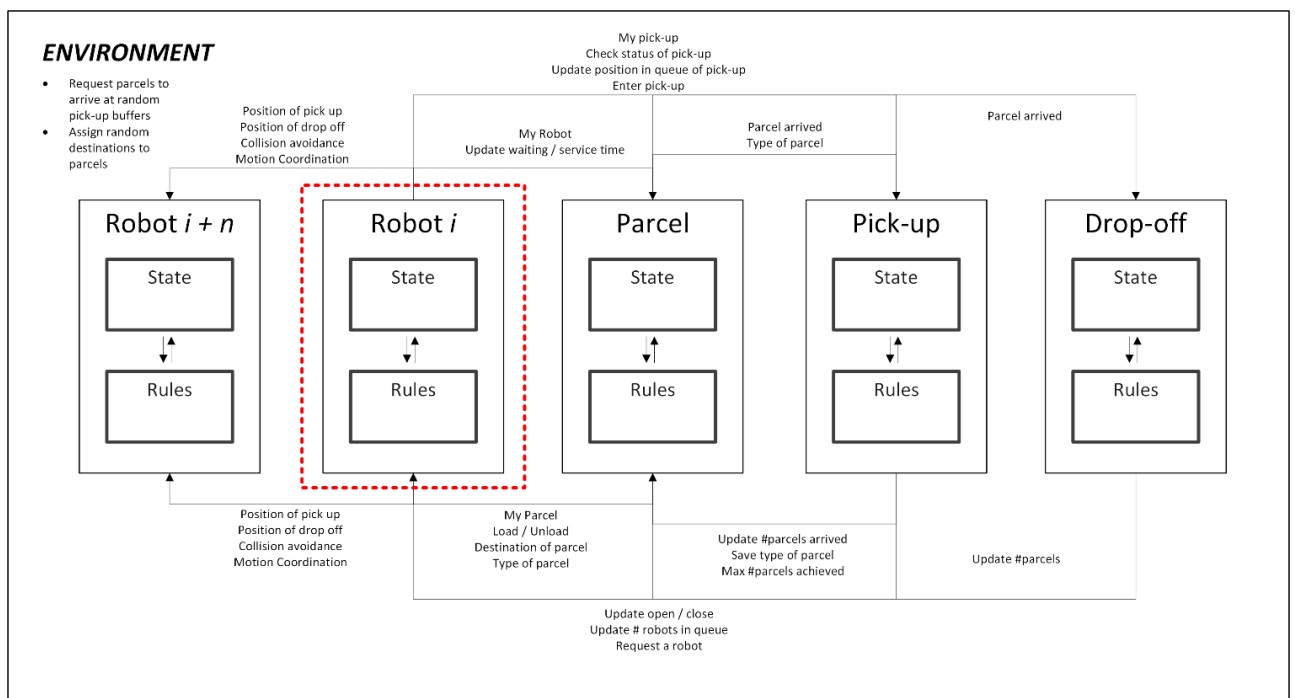 ENVIRONMENT
• Request parcels to
arrive at random
pick-up buffers
• Assign random
destinations to
parcels
My pick-up
Check status of pick-up
Update position in queue of pick-up
Enter pick-up
Position of pick up
Position of drop off
Collision avoidance
Motion Coordination
My Robot
Update waiting / service time
Parcel arrived
Type of parcel
Parcel arrived
Robot i + n
State
Rules
Robot i
State
Rules
Parcel
State
Rules
Pick-up
State
Rules
Drop-off
State
Rules
Position of pick up
Position of drop off
Collision avoidance
Motion Coordination
My Parcel
Load / Unload
Destination of parcel
Type of parcel
Update #parcels arrived
Save type of parcel
Max #parcels achieved
Update #parcels
Update open / close
Update # robots in queue
Request a robot